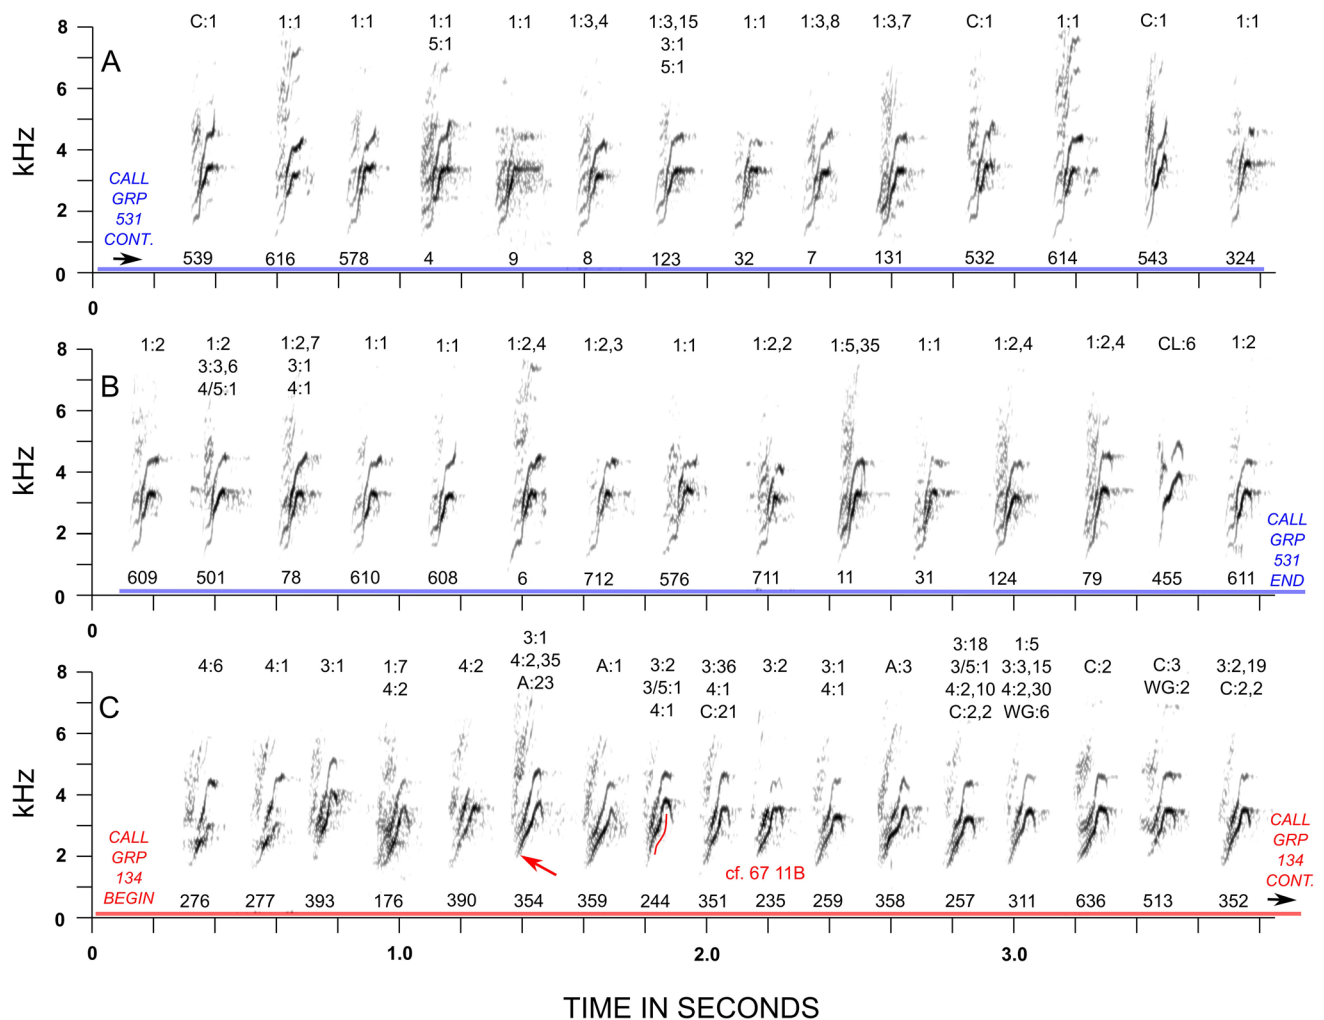 C:1 1:1 1:1 1:1 1:1 1:3,4 1:3,15 1:1 1:3,8 1:3,7 C:1 1:1 C:1 1:1
5:1 3:1
5:1
8
A
6
kHz
4
2
0
CALL
GRP
531
CONT.
539 616 578 4 9 8 123 32 7 131 532 614 543 324
0
1:2 1:2 1:2,7 1:1 1:1 1:2,4 1:2,3 1:1 1:2,2 1:5,35 1:1 1:2,4 1:2,4 CL:6 1:2
3:3,6 3:1
4/5:1 4:1
8
B
6
kHz
4
2
0
CALL
GRP
531
END
609 501 78 610 608 6 712 576 711 11 31 124 79 455 611
0
3:1 3:18 1:5
4:6 4:1 3:1 1:7 4:2 4:2,35 A:1 3:2 3:36 3:2 3:1 A:3 3/5:1 3:3,15 C:2 C:3 3:2,19
4:2 A:23 3/5:1 4:1 4:1 4:2,10 4:2,30 WG:2 C:2,2
4:1 C:21 C:2,2 WG:6
8
C
6
kHz
4
2
0
CALL
GRP
134
BEGIN
cf. 67 11B
CALL
GRP
134
CONT.
276 277 393 176 390 354 359 244 351 235 259 358 257 311 636 513 352
0 1.0 2.0 3.0
TIME IN SECONDS